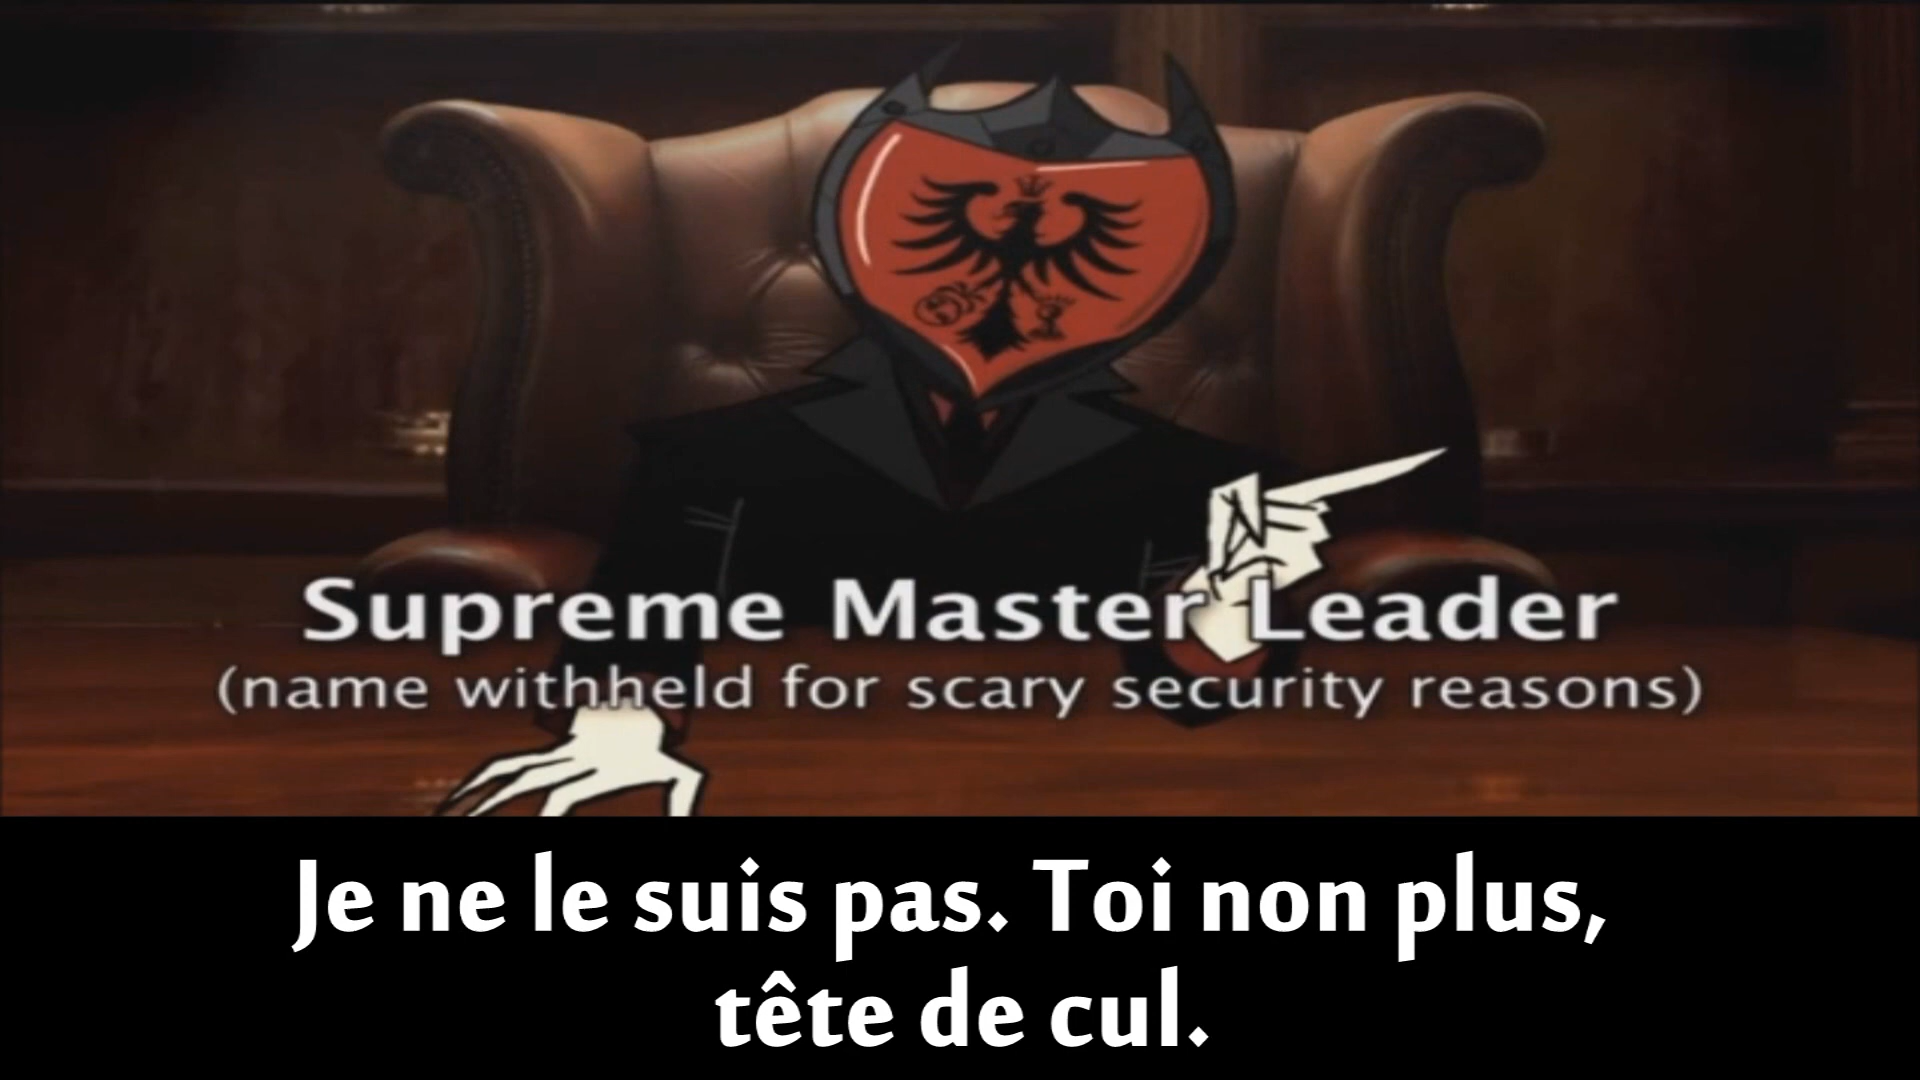 Supreme Master Leader
(name withheld for scary security reasons)
Je ne le suis pas. Toi non plus,
tête de cul.